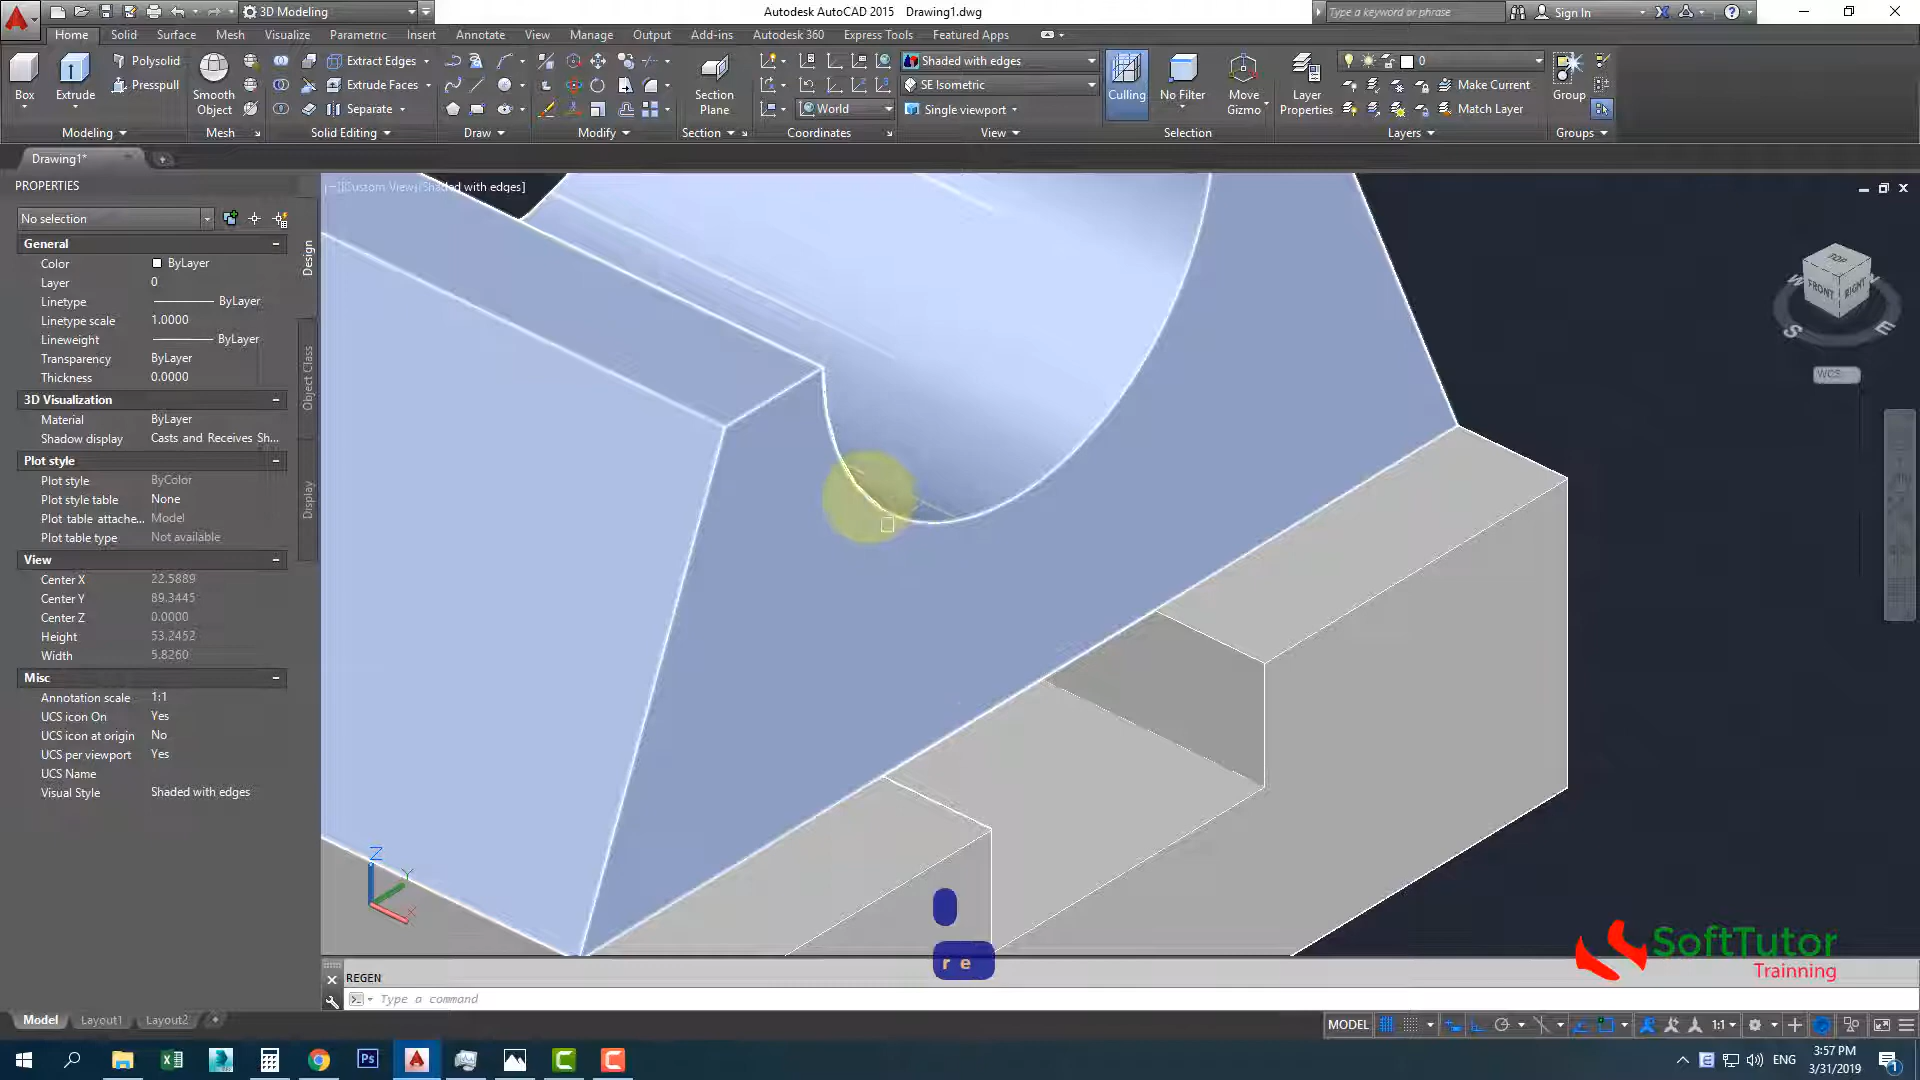 3D Modeling
Autodesk AutoCAD 2015 Drawing1.dwg
Type a keyword or phrase
Sign In
Home Solid Surface Mesh Visualize Parametric Insert Annotate View Manage Output Add-ins Autodesk 360 Express Tools Featured Apps
Polysolid Extract Edges Shaded with edges 0
Presspull Extrude Faces SE Isometric Make Current
Box Extrude Smooth Object Separate Section Plane World Single viewport Culling No Filter Move Gizmo Layer Properties Match Layer Group
Modeling Mesh Solid Editing Draw Modify Section Coordinates View Selection Layers Groups
Drawing1*
PROPERTIES
[−][Custom View][Shaded with edges]
No selection
Design
Object Class
Display
General
Color ByLayer
Layer 0
Linetype ByLayer
Linetype scale 1.0000
Lineweight ByLayer
Transparency ByLayer
Thickness 0.0000
3D Visualization
Material ByLayer
Shadow display Casts and Receives Sh...
Plot style
Plot style ByColor
Plot style table None
Plot table attache... Model
Plot table type Not available
View
Center X 22.5889
Center Y 89.3445
Center Z 0.0000
Height 53.2452
Width 5.8260
Misc
Annotation scale 1:1
UCS icon On Yes
UCS icon at origin No
UCS per viewport Yes
UCS Name
Visual Style Shaded with edges
TOP
FRONT RIGHT
W N S E
WCS
Z
Y
X
r e
SoftTutor
Trainning
REGEN
Type a command
Model Layout1 Layout2
MODEL 1:1
Ps
ENG
3:57 PM
3/31/2019
1